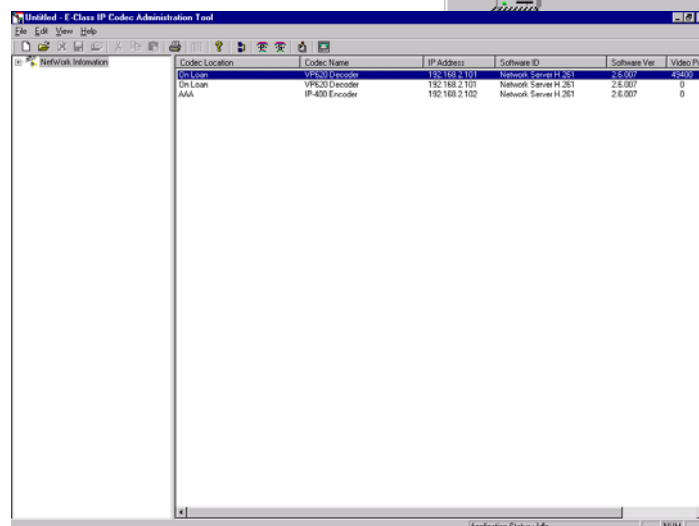 Untitled - E-Class IP Codec Administration Tool
File Edit View Help
NetWork Infomation
Codec Location Codec Name IP Address Software ID Software Ver Video Po
On Loan VP620 Decoder 192.168.2.101 Network Server H.261 2.6.007 49400
On Loan VP620 Decoder 192.168.2.101 Network Server H.261 2.6.007 0
AAA IP-400 Encoder 192.168.2.102 Network Server H.261 2.6.007 0
Application Status: Idle NUM